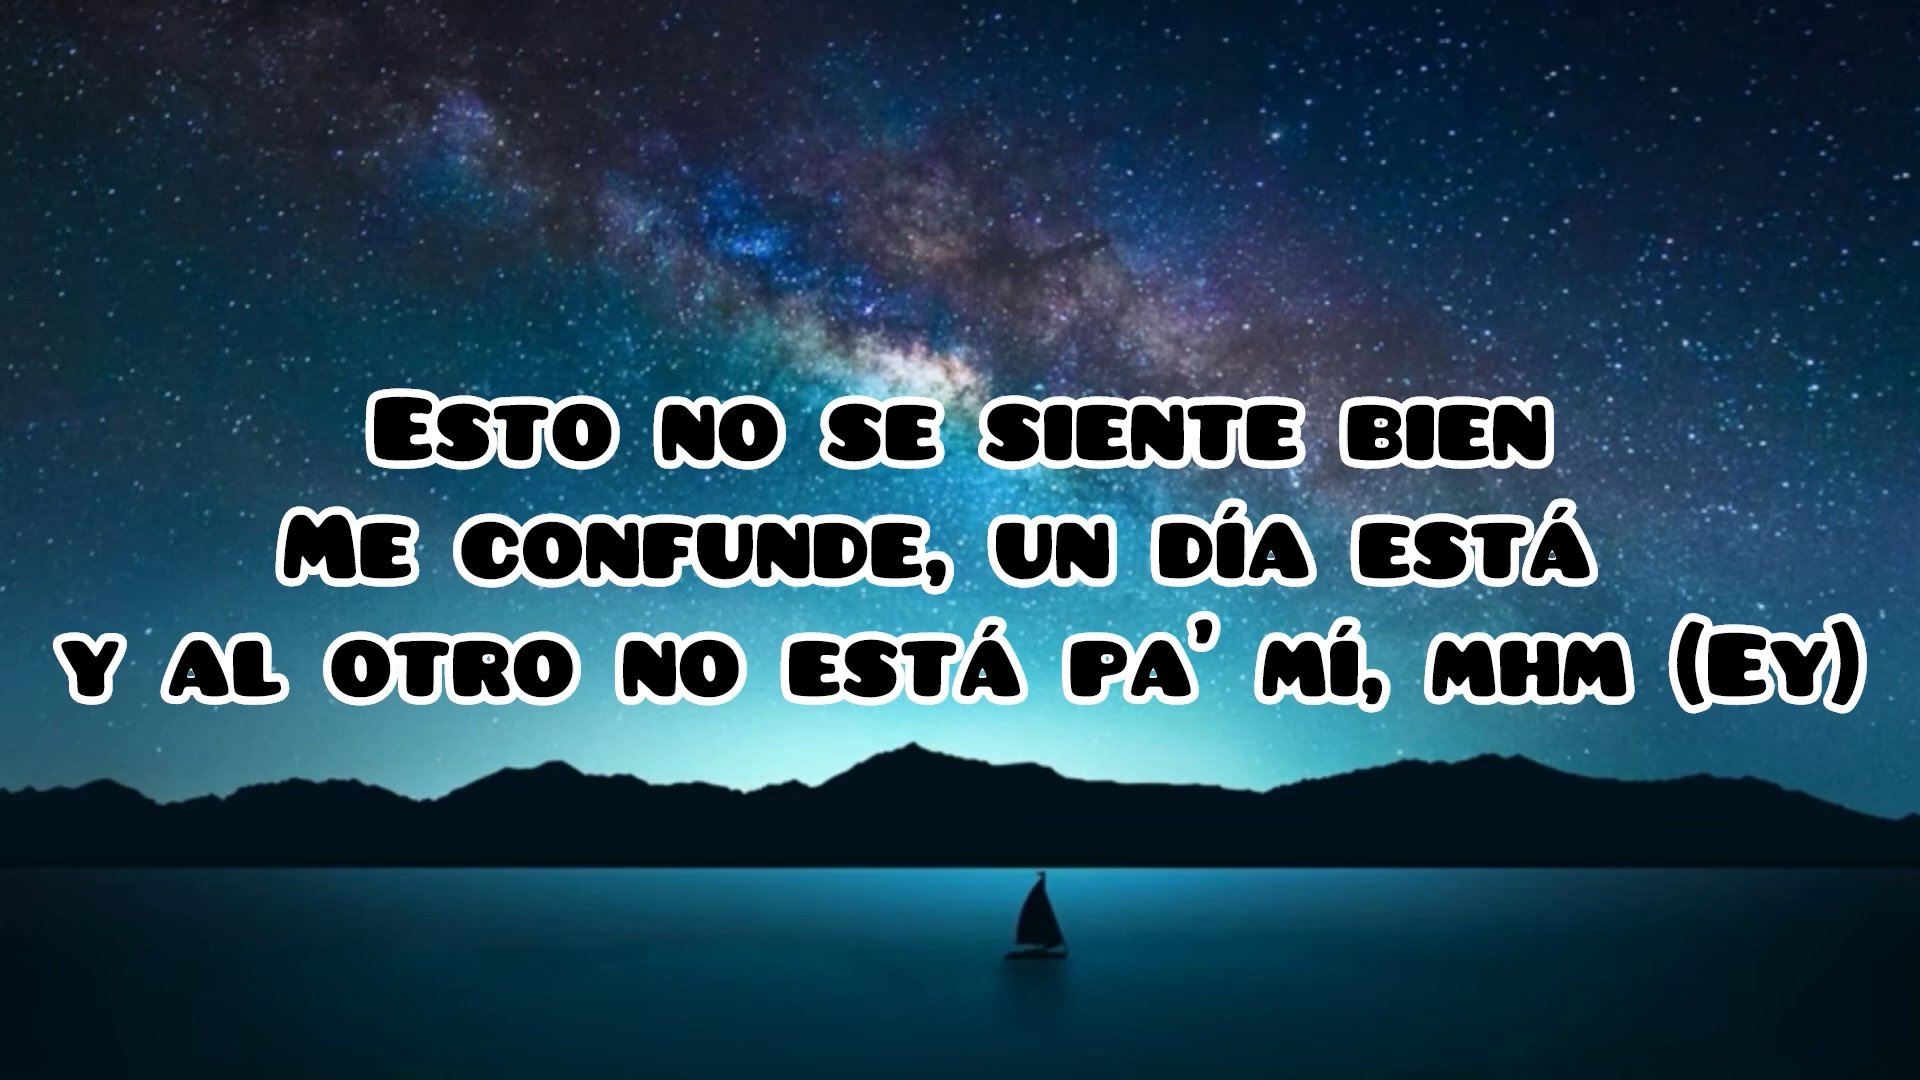 Esto no se siente bien
Me confunde, un día está
y al otro no está pa' mí, mhm (Ey)